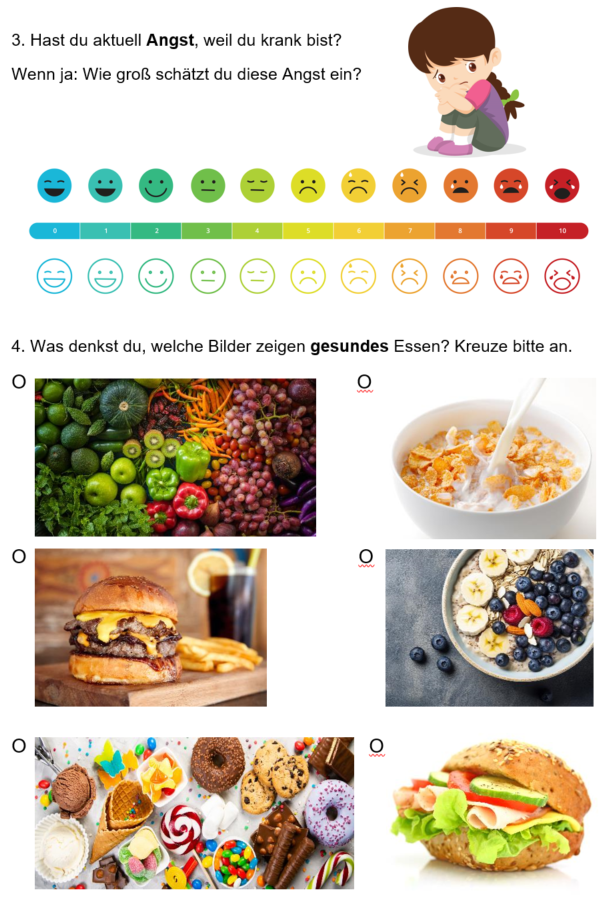 3. Hast du aktuell Angst, weil du krank bist?
Wenn ja: Wie groß schätzt du diese Angst ein?
0 1 2 3 4 5 6 7 8 9 10
4. Was denkst du, welche Bilder zeigen gesundes Essen? Kreuze bitte an.
O O
O O
O O